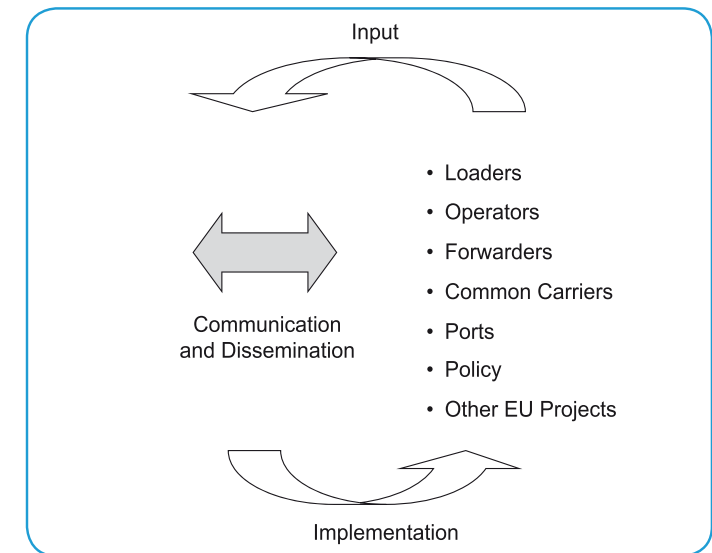 Input
• Loaders
• Operators
• Forwarders
• Common Carriers
• Ports
• Policy
• Other EU Projects
Communication
and Dissemination
Implementation